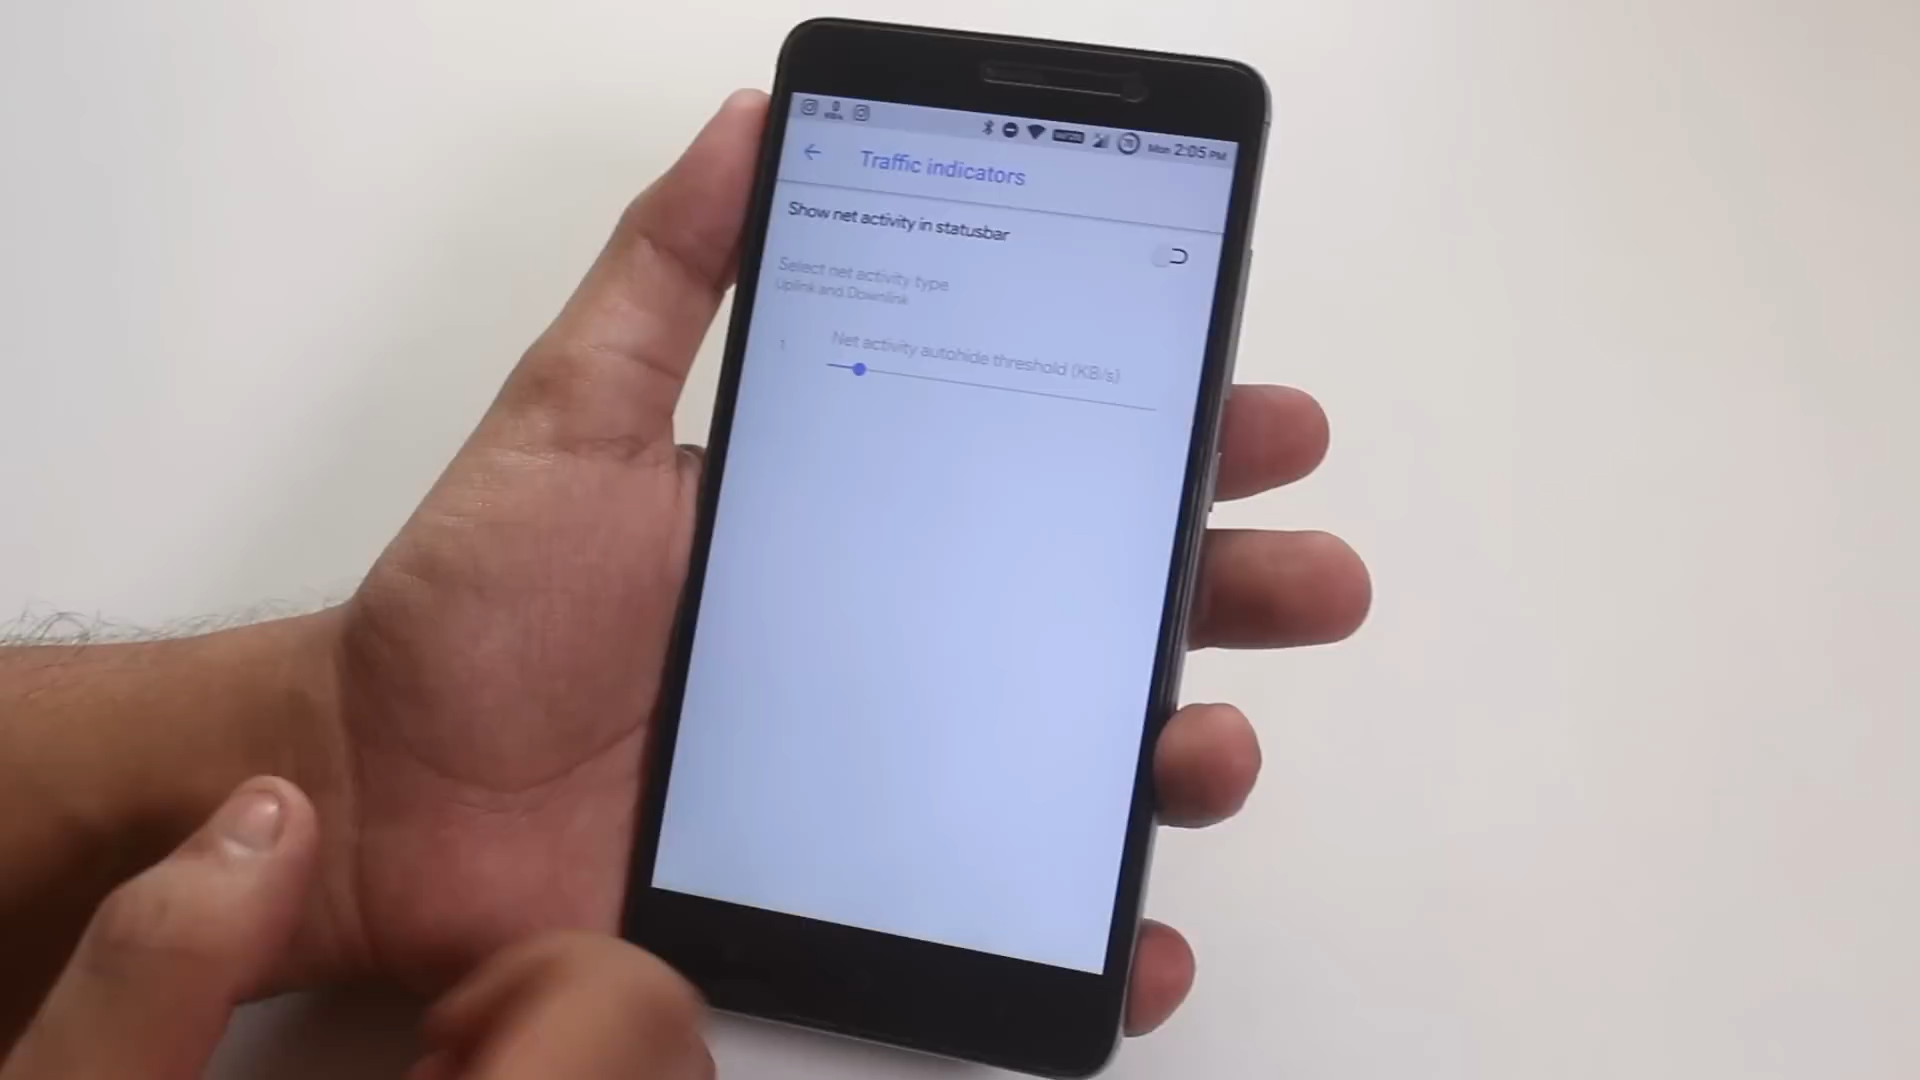 0
Mon 2:05 PM
Traffic indicators
Show net activity in statusbar
Select net activity type
Uplink and Downlink
1
Net activity autohide threshold (KB/s)